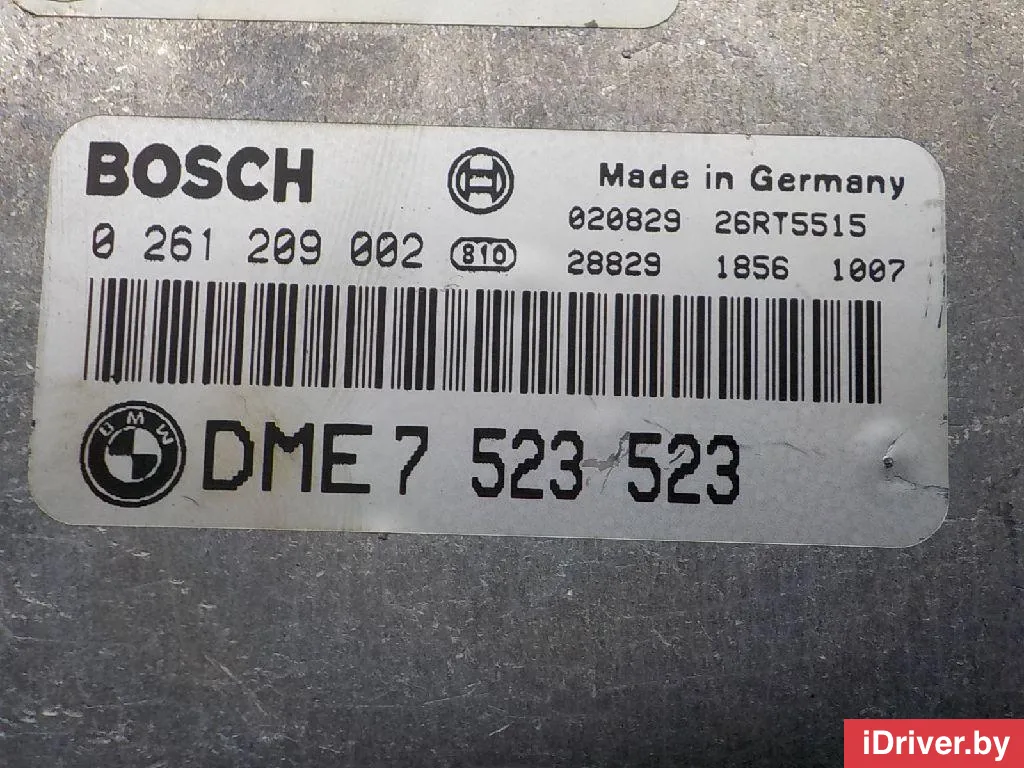 BOSCH
Made in Germany
020829 26RT5515
0 261 209 002 810
28829 1856 1007
BMW
DME 7 523 523
iDriver.by